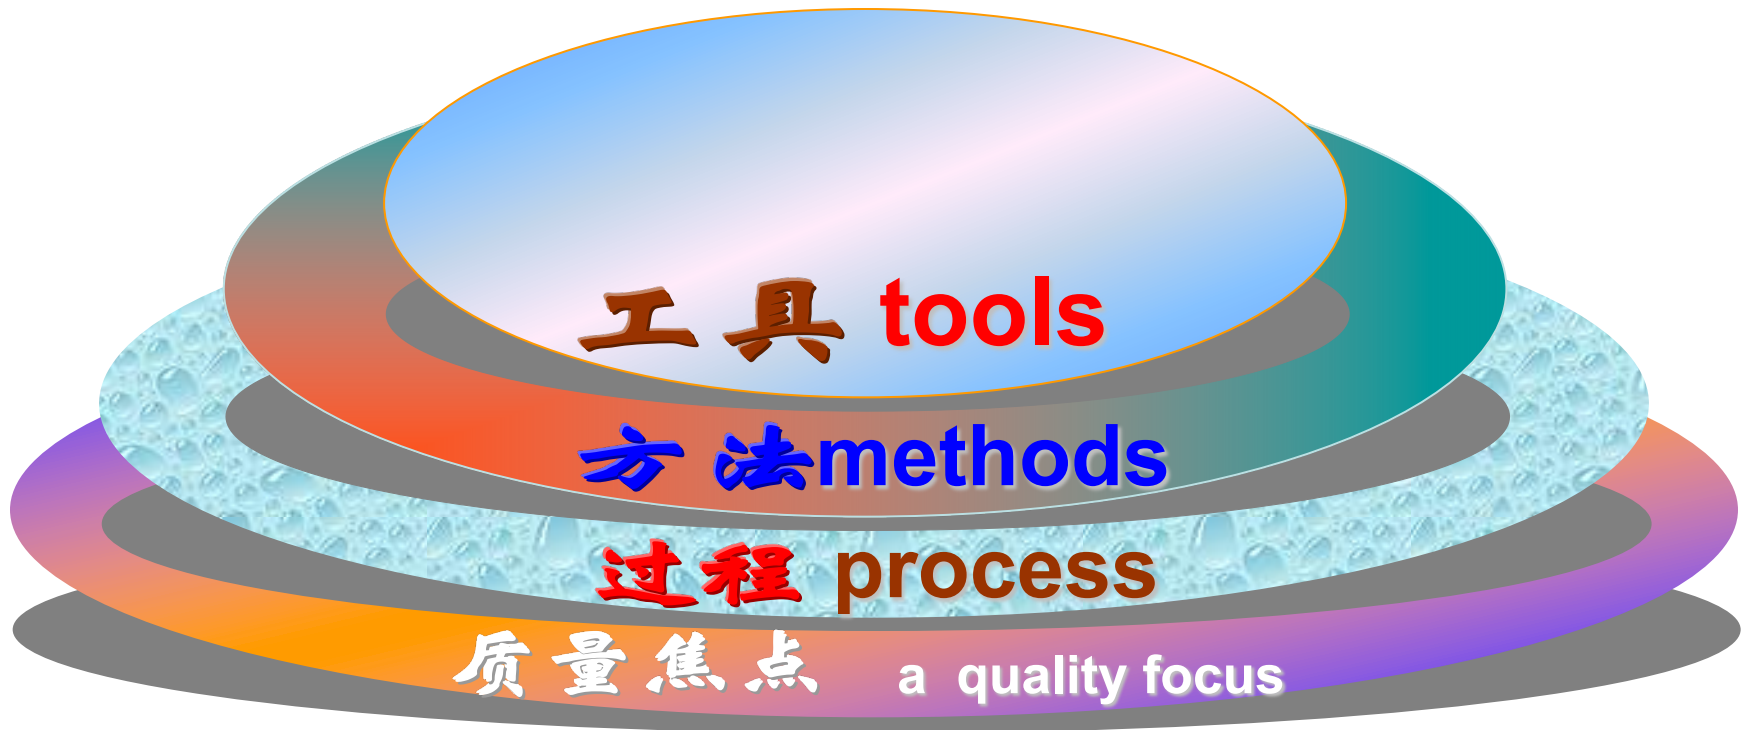 工具 tools
方法methods
过程 process
质量焦点 a quality focus